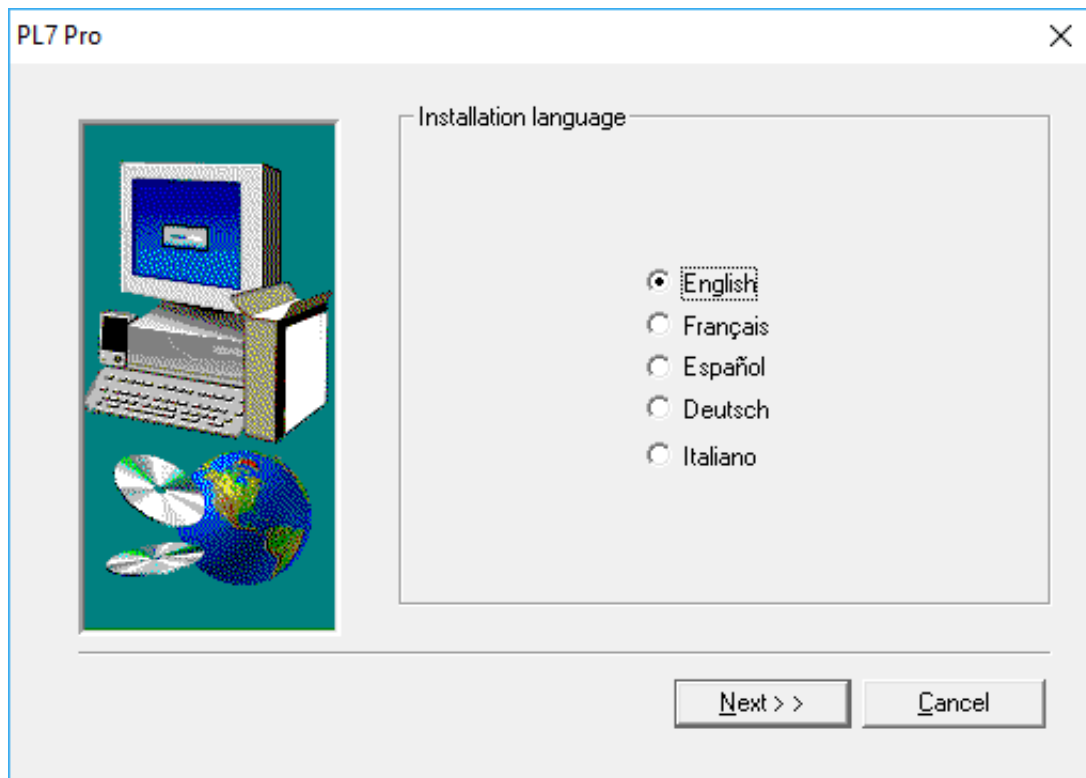 PL7 Pro
Installation language
English
Français
Español
Deutsch
Italiano
Next > >
Cancel